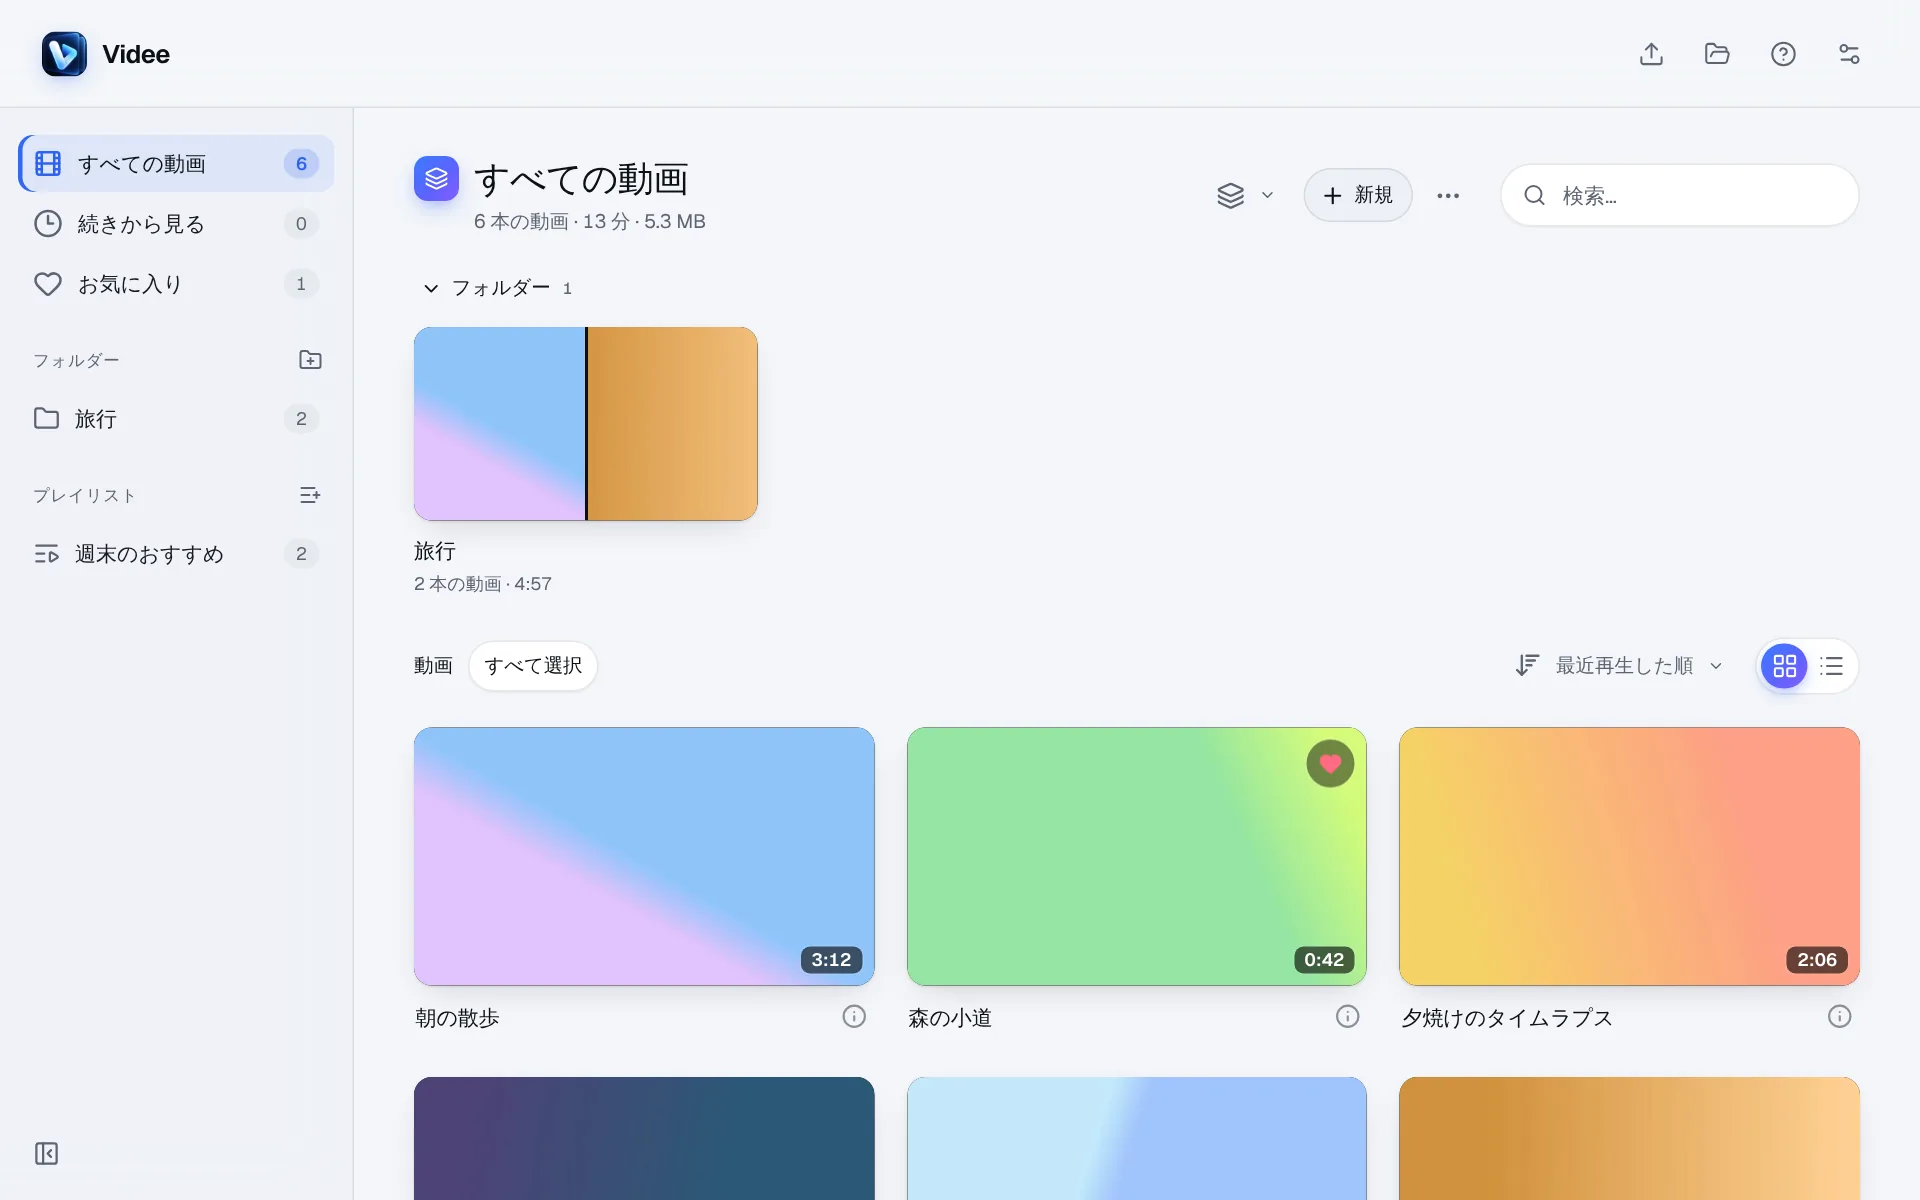 Videe
すべての動画 6
続きから見る 0
お気に入り 1
フォルダー
旅行 2
プレイリスト
週末のおすすめ 2
すべての動画
6 本の動画 · 13 分 · 5.3 MB
新規
検索...
フォルダー 1
旅行
2 本の動画 · 4:57
動画 すべて選択
最近再生した順
3:12
0:42
2:06
朝の散歩
森の小道
夕焼けのタイムラプス